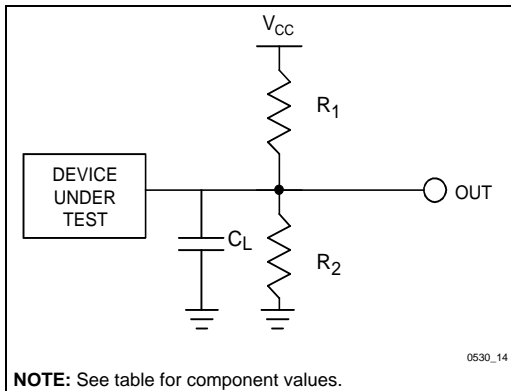 VCC
R1
DEVICE
UNDER
TEST
OUT
CL
R2
0530_14
NOTE: See table for component values.